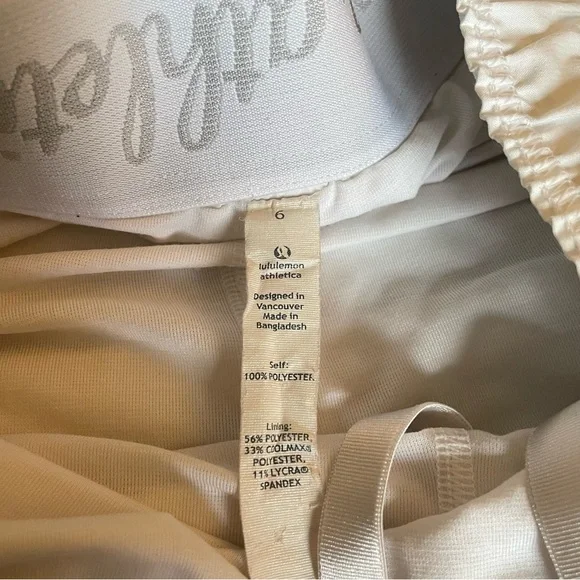 athleti
6
lululemon
athletica
Designed in
Vancouver
Made in
Bangladesh
Self:
100% POLYESTER
Lining:
56% POLYESTER,
33% COOLMAX®
POLYESTER,
11% LYCRA®
SPANDEX